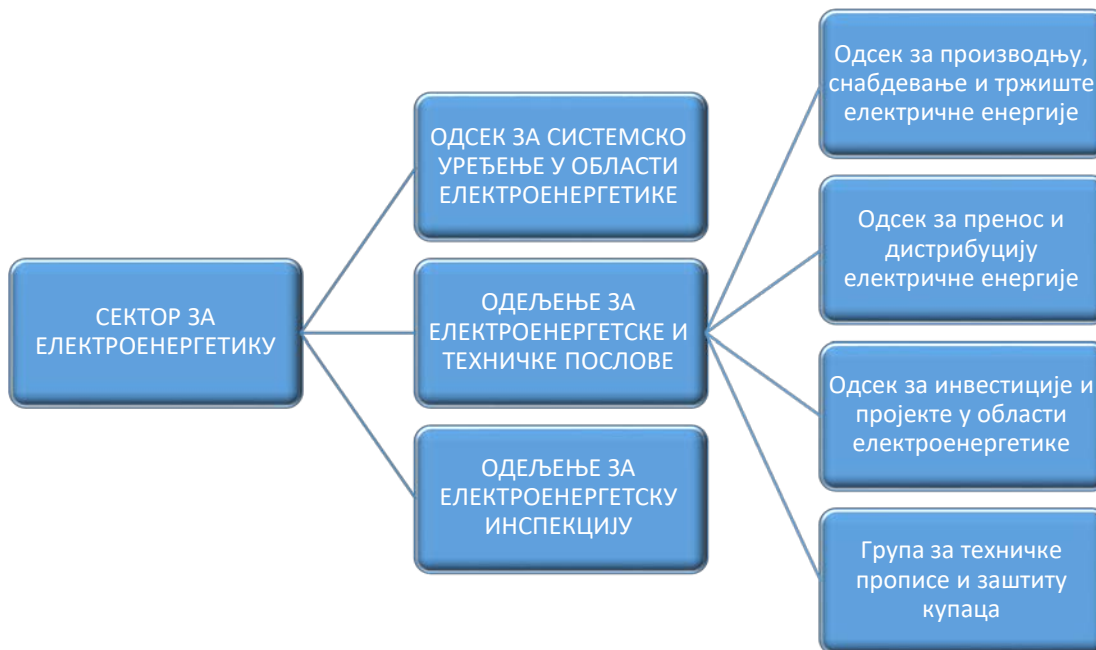 СЕКТОР ЗА
ЕЛЕКТРОЕНЕРГЕТИКУ
ОДСЕК ЗА СИСТЕМСКО
УРЕЂЕЊЕ У ОБЛАСТИ
ЕЛЕКТРОЕНЕРГЕТИКЕ
ОДЕЉЕЊЕ ЗА
ЕЛЕКТРОЕНЕРГЕТСКЕ И
ТЕХНИЧКЕ ПОСЛОВЕ
Одсек за производњу,
снабдевање и тржиште
електричне енергије
Одсек за пренос и
дистрибуцију
електричне енергије
Одсек за инвестиције и
пројекте у области
електроенергетике
Група за техничке
прописе и заштиту
купаца
ОДЕЉЕЊЕ ЗА
ЕЛЕКТРОЕНЕРГЕТСКУ
ИНСПЕКЦИЈУ